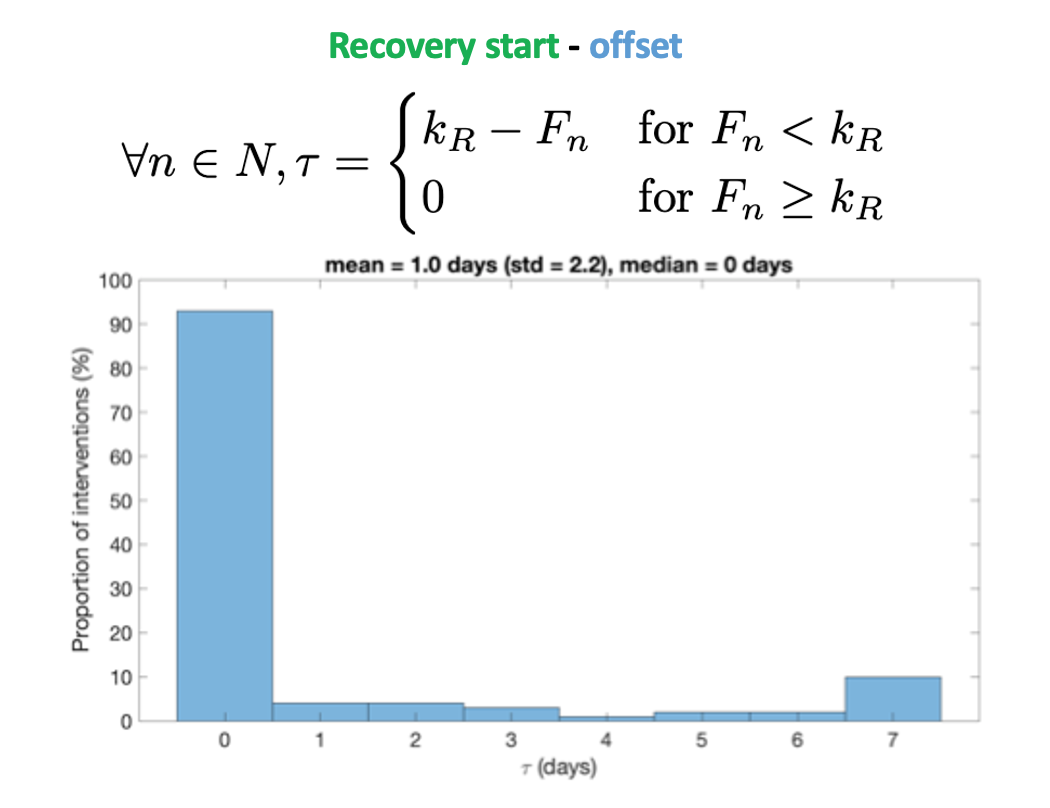 Recovery start - offset
∀n ∈ N, τ = { k_R − F_n for F_n < k_R
0 for F_n ≥ k_R
mean = 1.0 days (std = 2.2), median = 0 days
100
90
80
70
60
50
40
30
20
10
0
Proportion of interventions (%)
0 1 2 3 4 5 6 7
τ (days)